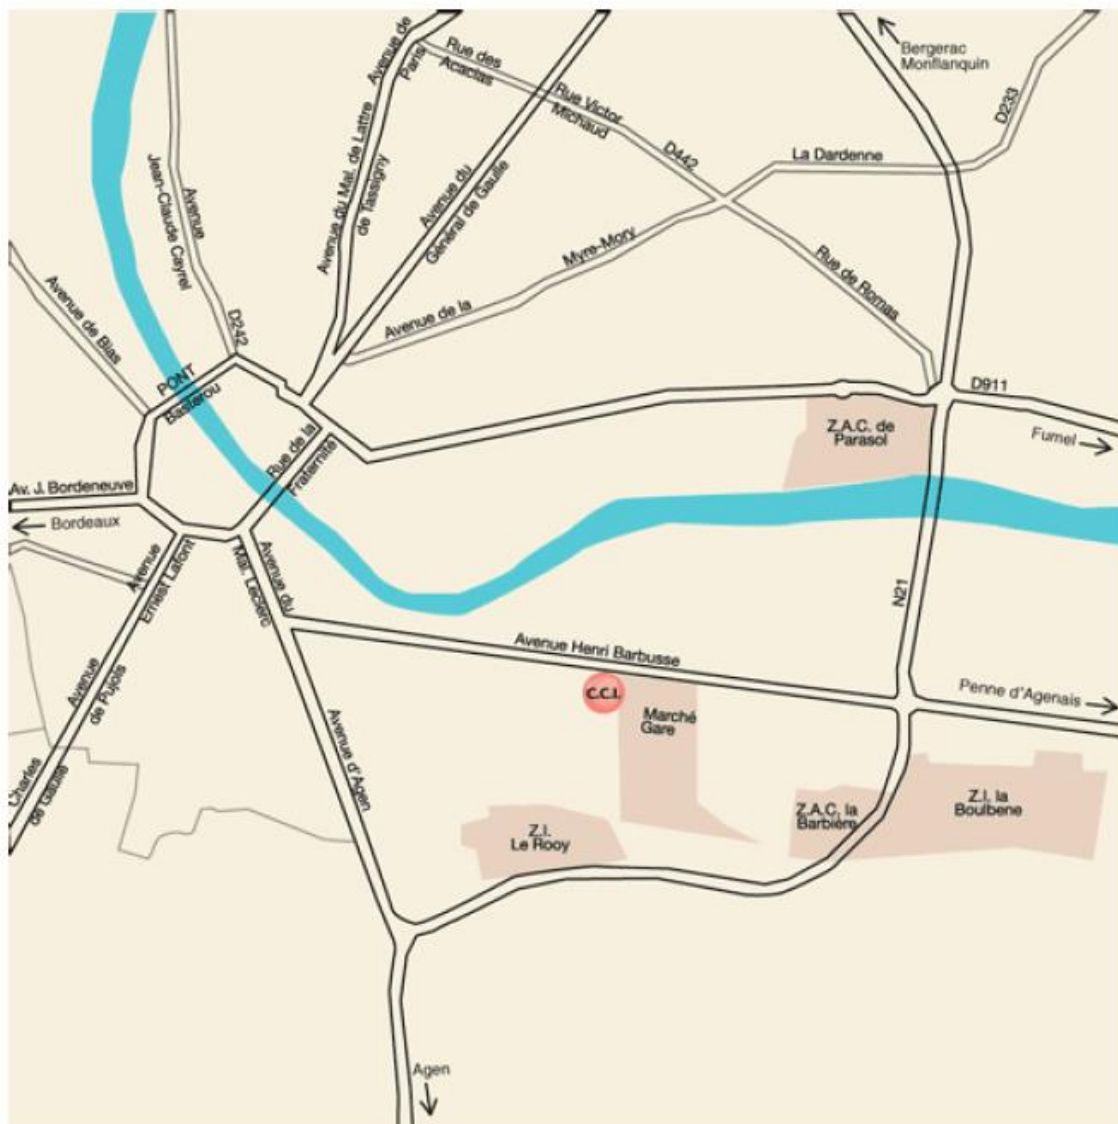 Bergerac
Monflanquin
Avenue de
Paris
Rue des
Acacias
Rue Victor
Michaud
D442
La Dardenne
D233
Avenue
Jean-Claude Cayrel
D242
Avenue du Mal. de Lattre
de Tassigny
Avenue du
Général de Gaulle
Avenue de la
Myre-Mory
Rue de Romas
Avenue de Bias
PONT
Bastérou
D911
Fumel
Z.A.C. de
Parasol
Rue de la
Fraternité
Av. J. Bordeneuve
Bordeaux
Avenue
Ernest Lafont
Avenue du
Mal. Leclerc
N21
Avenue Henri Barbusse
Penne d'Agenais
C.C.I.
Marché
Gare
Avenue
de Pujols
Avenue d'Agen
Charles
de Gaulle
Z.I.
Le Rooy
Z.A.C. la
Barbière
Z.I. la
Boulbene
Agen